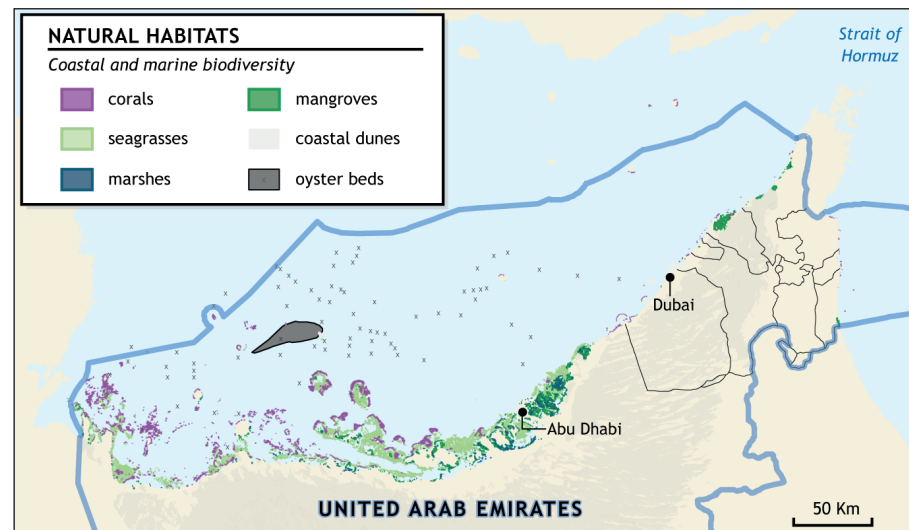 NATURAL HABITATS
Coastal and marine biodiversity
corals
mangroves
seagrasses
coastal dunes
marshes
oyster beds
Strait of
Hormuz
Dubai
Abu Dhabi
UNITED ARAB EMIRATES
50 Km